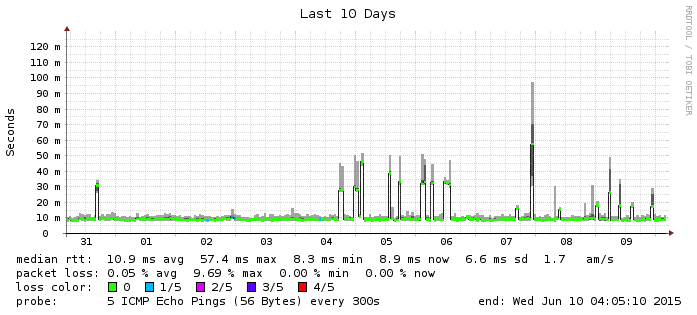 Last 10 Days
RRDTOOL / TOBI OETIKER
Seconds
120 m
110 m
100 m
90 m
80 m
70 m
60 m
50 m
40 m
30 m
20 m
10 m
0
31 01 02 03 04 05 06 07 08 09
median rtt: 10.9 ms avg 57.4 ms max 8.3 ms min 8.9 ms now 6.6 ms sd 1.7 am/s
packet loss: 0.05 % avg 9.69 % max 0.00 % min 0.00 % now
loss color: 0 1/5 2/5 3/5 4/5
probe: 5 ICMP Echo Pings (56 Bytes) every 300s end: Wed Jun 10 04:05:10 2015